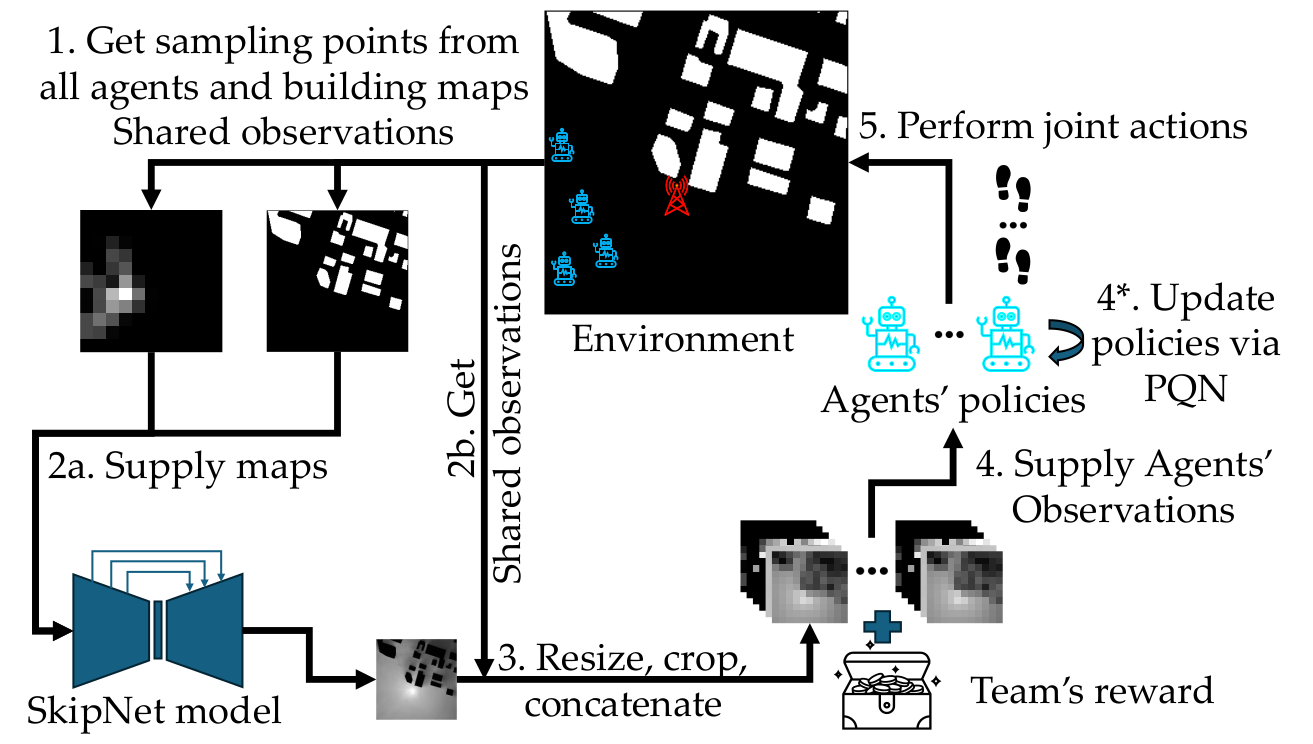 1. Get sampling points from
all agents and building maps
Shared observations
Environment
5. Perform joint actions
4*. Update
policies via
PQN
Agents’ policies
2a. Supply maps
2b. Get
Shared observations
4. Supply Agents’
Observations
SkipNet model
3. Resize, crop,
concatenate
Team’s reward